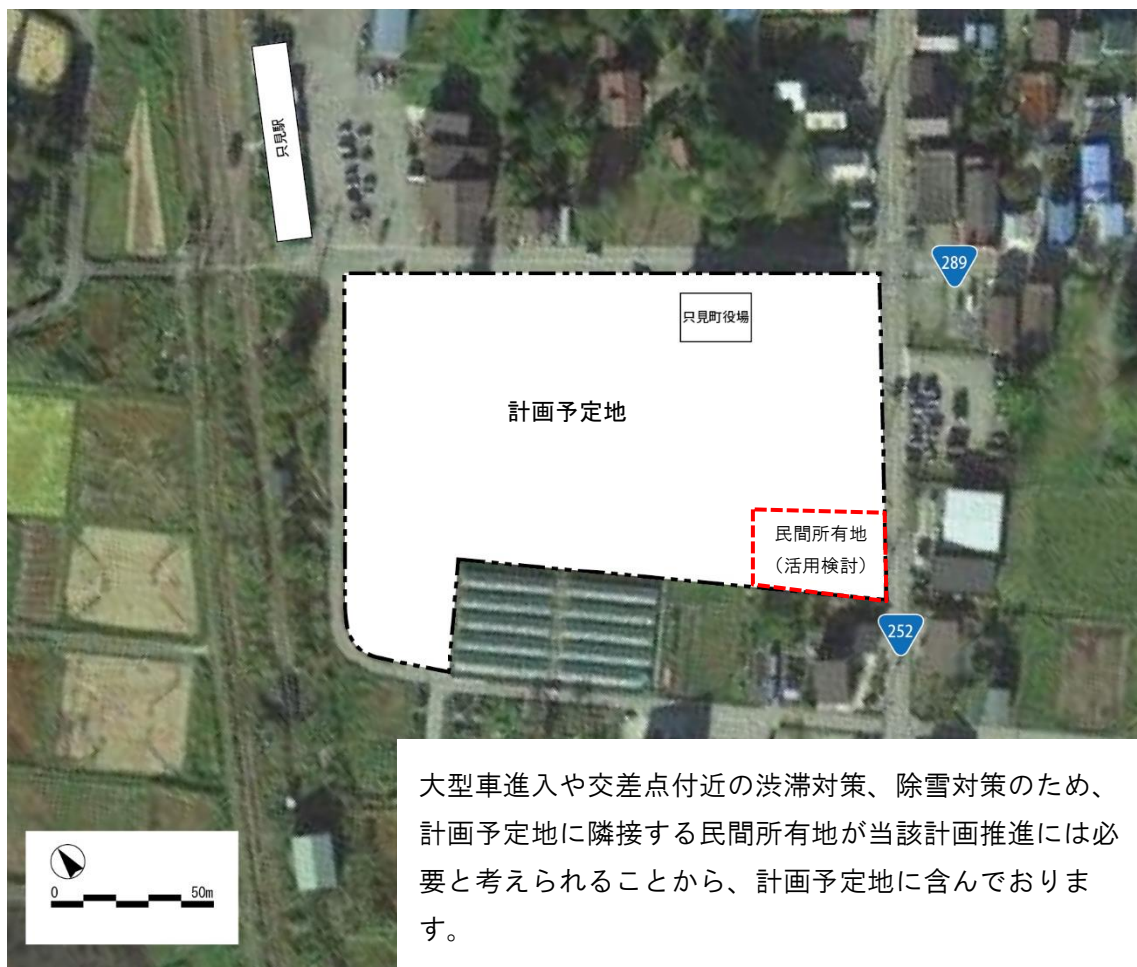 只見駅
289
只見町役場
計画予定地
民間所有地
（活用検討）
252
大型車進入や交差点付近の渋滞対策、除雪対策のため、
計画予定地に隣接する民間所有地が当該計画推進には必
要と考えられることから、計画予定地に含んでおりま
す。
0 50m